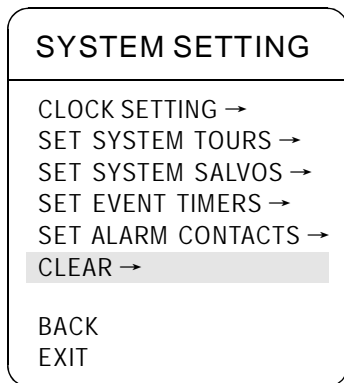 SYSTEM SETTING
CLOCK SETTING →
SET SYSTEM TOURS →
SET SYSTEM SALVOS →
SET EVENT TIMERS →
SET ALARM CONTACTS →
CLEAR →
BACK
EXIT